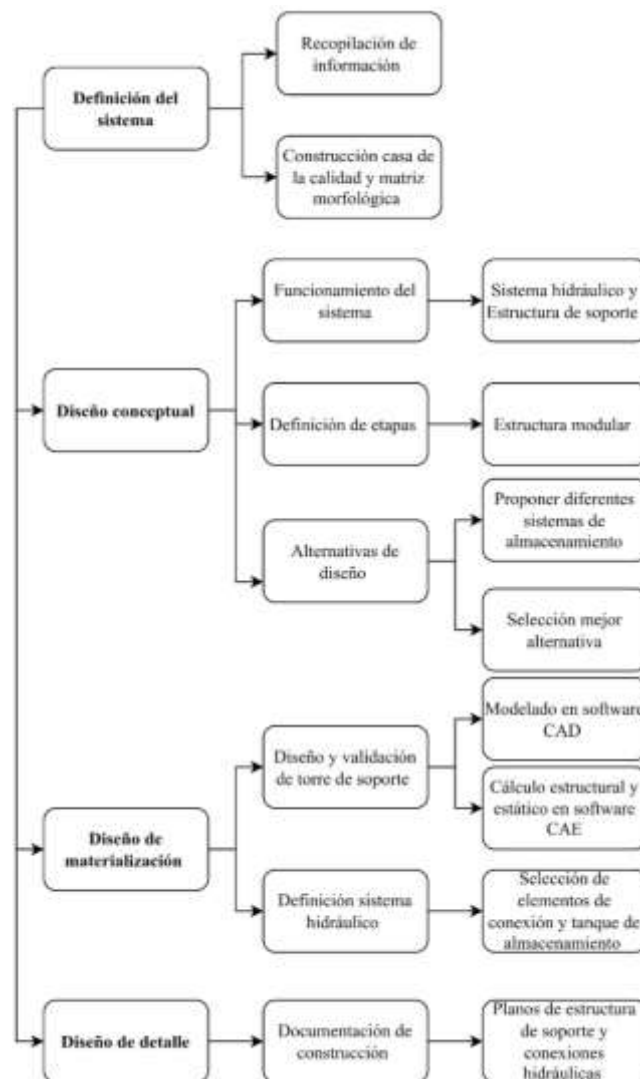 Recopilación de
información
Definición del
sistema
Construcción casa de
la calidad y matriz
morfológica
Funcionamiento del
sistema
Sistema hidráulico y
Estructura de soporte
Diseño conceptual
Definición de etapas
Estructura modular
Alternativas de
diseño
Proponer diferentes
sistemas de
almacenamiento
Selección mejor
alternativa
Diseño y validación
de torre de soporte
Modelado en software
CAD
Cálculo estructural y
estático en software
CAE
Diseño de
materialización
Definición sistema
hidráulico
Selección de
elementos de
conexión y tanque de
almacenamiento
Diseño de detalle
Documentación de
construcción
Planos de estructura
de soporte y
conexiones
hidráulicas